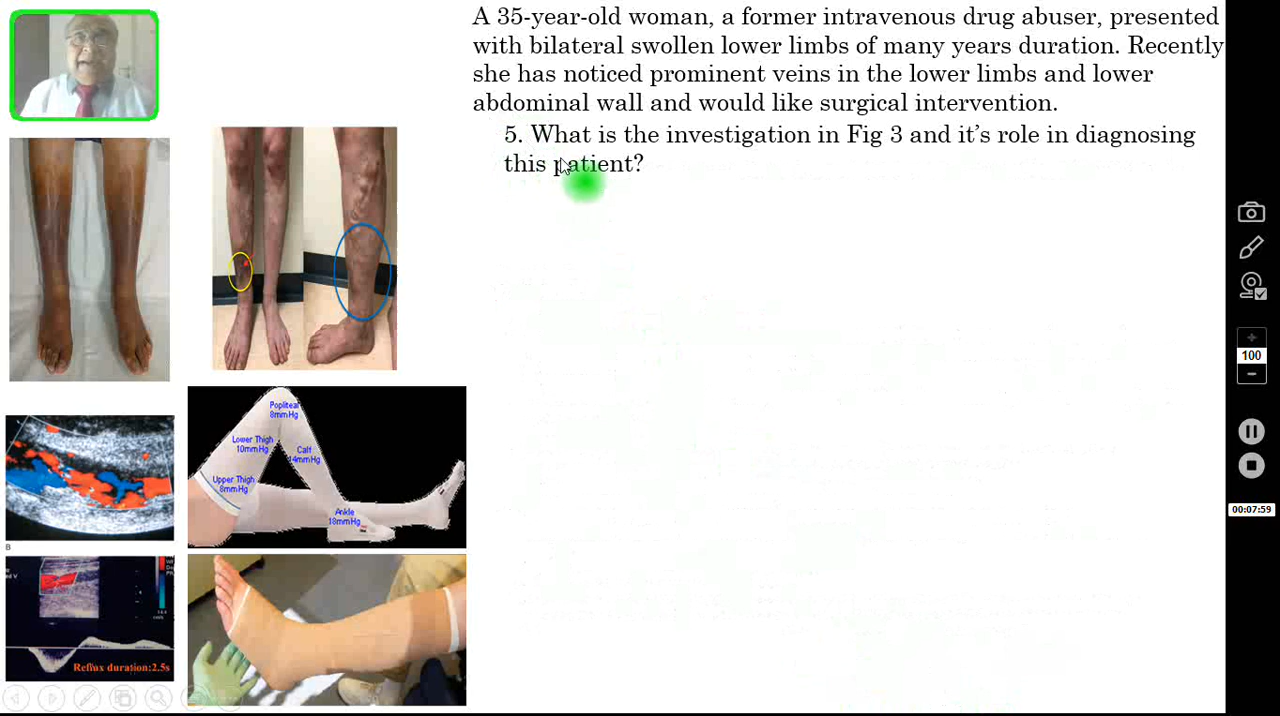 A 35-year-old woman, a former intravenous drug abuser, presented
with bilateral swollen lower limbs of many years duration. Recently
she has noticed prominent veins in the lower limbs and lower
abdominal wall and would like surgical intervention.
5. What is the investigation in Fig 3 and it's role in diagnosing
this patient?
Popliteal
8mmHg
Lower Thigh
10mmHg
Calf
14mmHg
Upper Thigh
8mmHg
Ankle
18mmHg
B
Reflux duration:2.5s
100
00:07:59